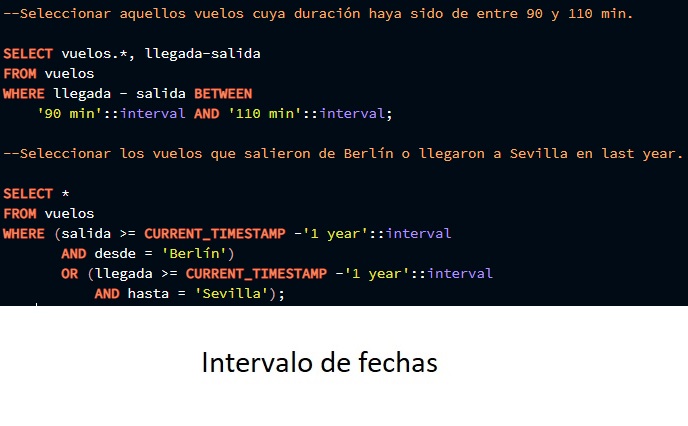 --Seleccionar aquellos vuelos cuya duración haya sido de entre 90 y 110 min.
SELECT vuelos.*, llegada-salida
FROM vuelos
WHERE llegada - salida BETWEEN
'90 min'::interval AND '110 min'::interval;
--Seleccionar los vuelos que salieron de Berlín o llegaron a Sevilla en last year.
SELECT *
FROM vuelos
WHERE (salida >= CURRENT_TIMESTAMP -'1 year'::interval
AND desde = 'Berlín')
OR (llegada >= CURRENT_TIMESTAMP -'1 year'::interval
AND hasta = 'Sevilla');
Intervalo de fechas